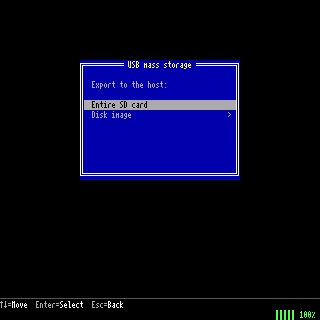 USB mass storage
Export to the host:
Entire SD card
Disk image >
↑↓=Move Enter=Select Esc=Back
100%